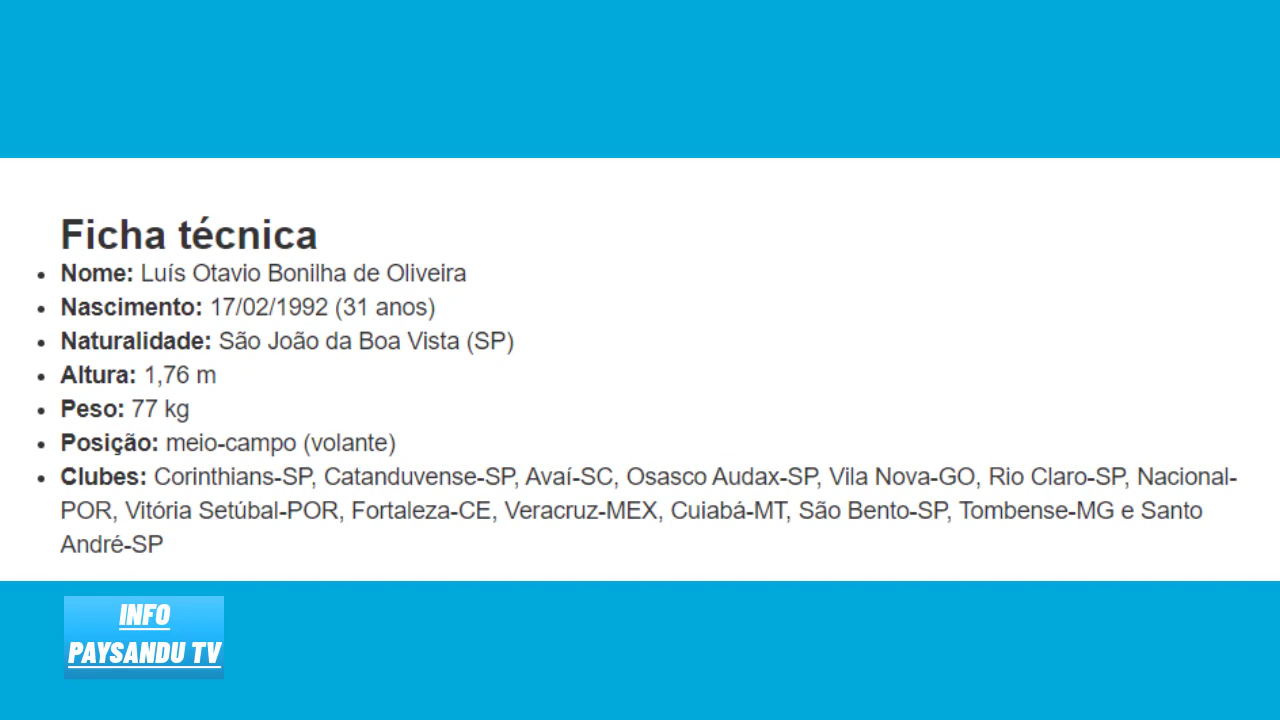 Ficha técnica
Nome: Luís Otavio Bonilha de Oliveira
Nascimento: 17/02/1992 (31 anos)
Naturalidade: São João da Boa Vista (SP)
Altura: 1,76 m
Peso: 77 kg
Posição: meio-campo (volante)
Clubes: Corinthians-SP, Catanduvense-SP, Avaí-SC, Osasco Audax-SP, Vila Nova-GO, Rio Claro-SP, Nacional-
POR, Vitória Setúbal-POR, Fortaleza-CE, Veracruz-MEX, Cuiabá-MT, São Bento-SP, Tombense-MG e Santo
André-SP
INFO
PAYSANDU TV